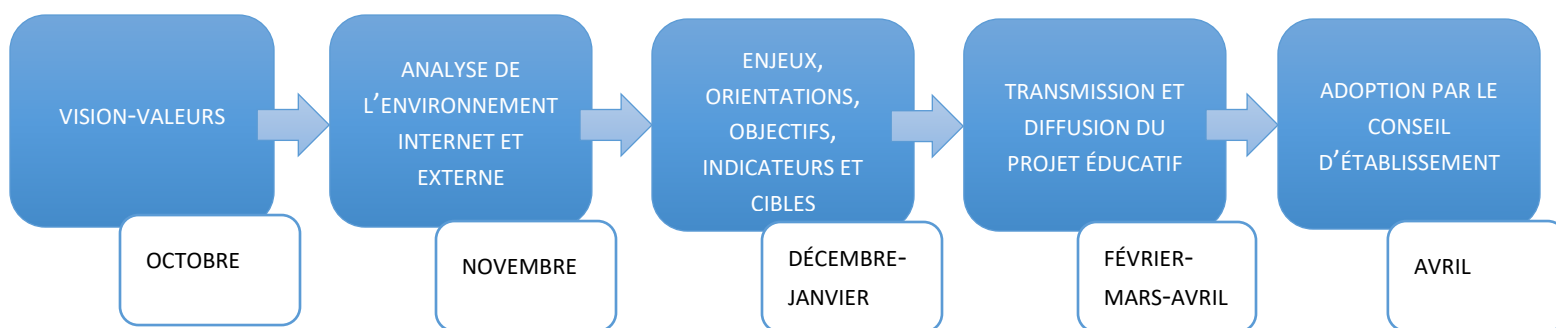 VISION-VALEURS
ANALYSE DE
L'ENVIRONNEMENT
INTERNET ET
EXTERNE
ENJEUX,
ORIENTATIONS,
OBJECTIFS,
INDICATEURS ET
CIBLES
TRANSMISSION ET
DIFFUSION DU
PROJET ÉDUCATIF
ADOPTION PAR LE
CONSEIL
D'ÉTABLISSEMENT
OCTOBRE
NOVEMBRE
DÉCEMBRE-
JANVIER
FÉVRIER-
MARS-AVRIL
AVRIL